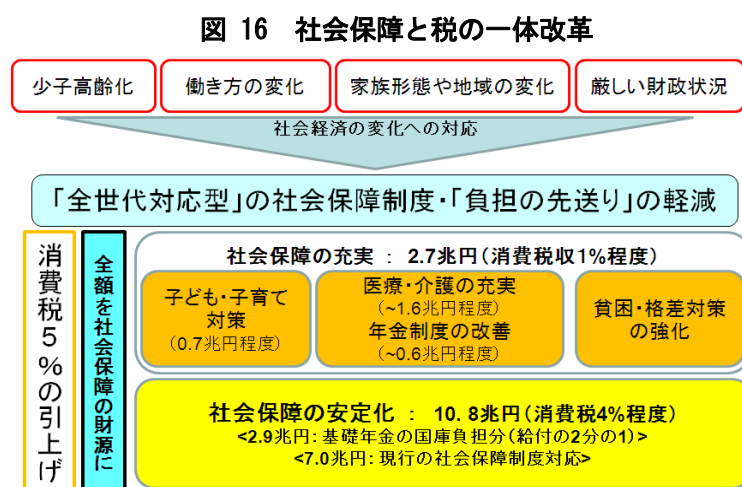 図 16　社会保障と税の一体改革
少子高齢化
働き方の変化
家族形態や地域の変化
厳しい財政状況
社会経済の変化への対応
「全世代対応型」の社会保障制度・「負担の先送り」の軽減
消費税5%の引上げ
全額を社会保障の財源に
社会保障の充実 : 2.7兆円(消費税収1%程度)
子ども・子育て
対策
(0.7兆円程度)
医療・介護の充実
(~1.6兆円程度)
年金制度の改善
(~0.6兆円程度)
貧困・格差対策
の強化
社会保障の安定化 : 10.8兆円(消費税4%程度)
<2.9兆円:基礎年金の国庫負担分(給付の2分の1)>
<7.0兆円:現行の社会保障制度対応>